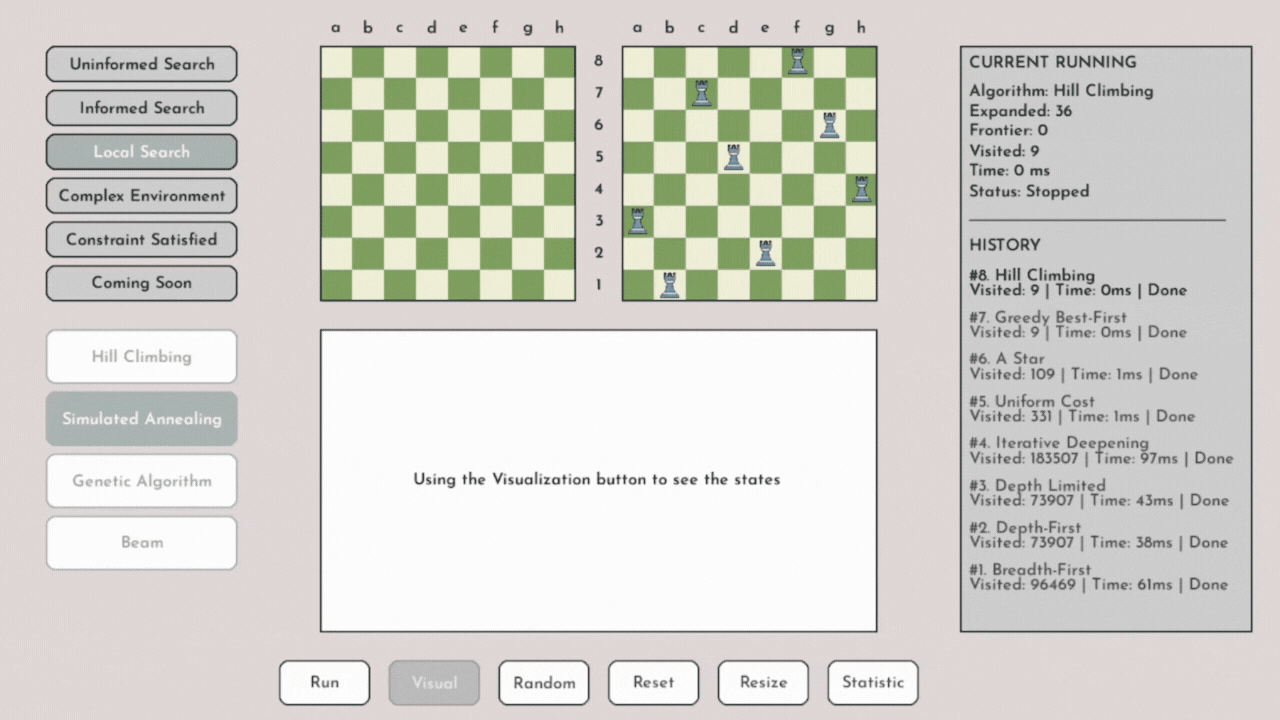 a b c d e f g h
a b c d e f g h
8
7
6
5
4
3
2
1
Uninformed Search
Informed Search
Local Search
Complex Environment
Constraint Satisfied
Coming Soon
Hill Climbing
Simulated Annealing
Genetic Algorithm
Beam
Using the Visualization button to see the states
Run
Visual
Random
Reset
Resize
Statistic
CURRENT RUNNING
Algorithm: Hill Climbing
Expanded: 36
Frontier: 0
Visited: 9
Time: 0 ms
Status: Stopped
HISTORY
#8. Hill Climbing
Visited: 9 | Time: 0ms | Done
#7. Greedy Best-First
Visited: 9 | Time: 0ms | Done
#6. A Star
Visited: 109 | Time: 1ms | Done
#5. Uniform Cost
Visited: 331 | Time: 1ms | Done
#4. Iterative Deepening
Visited: 183507 | Time: 97ms | Done
#3. Depth Limited
Visited: 73907 | Time: 43ms | Done
#2. Depth-First
Visited: 73907 | Time: 38ms | Done
#1. Breadth-First
Visited: 96469 | Time: 61ms | Done